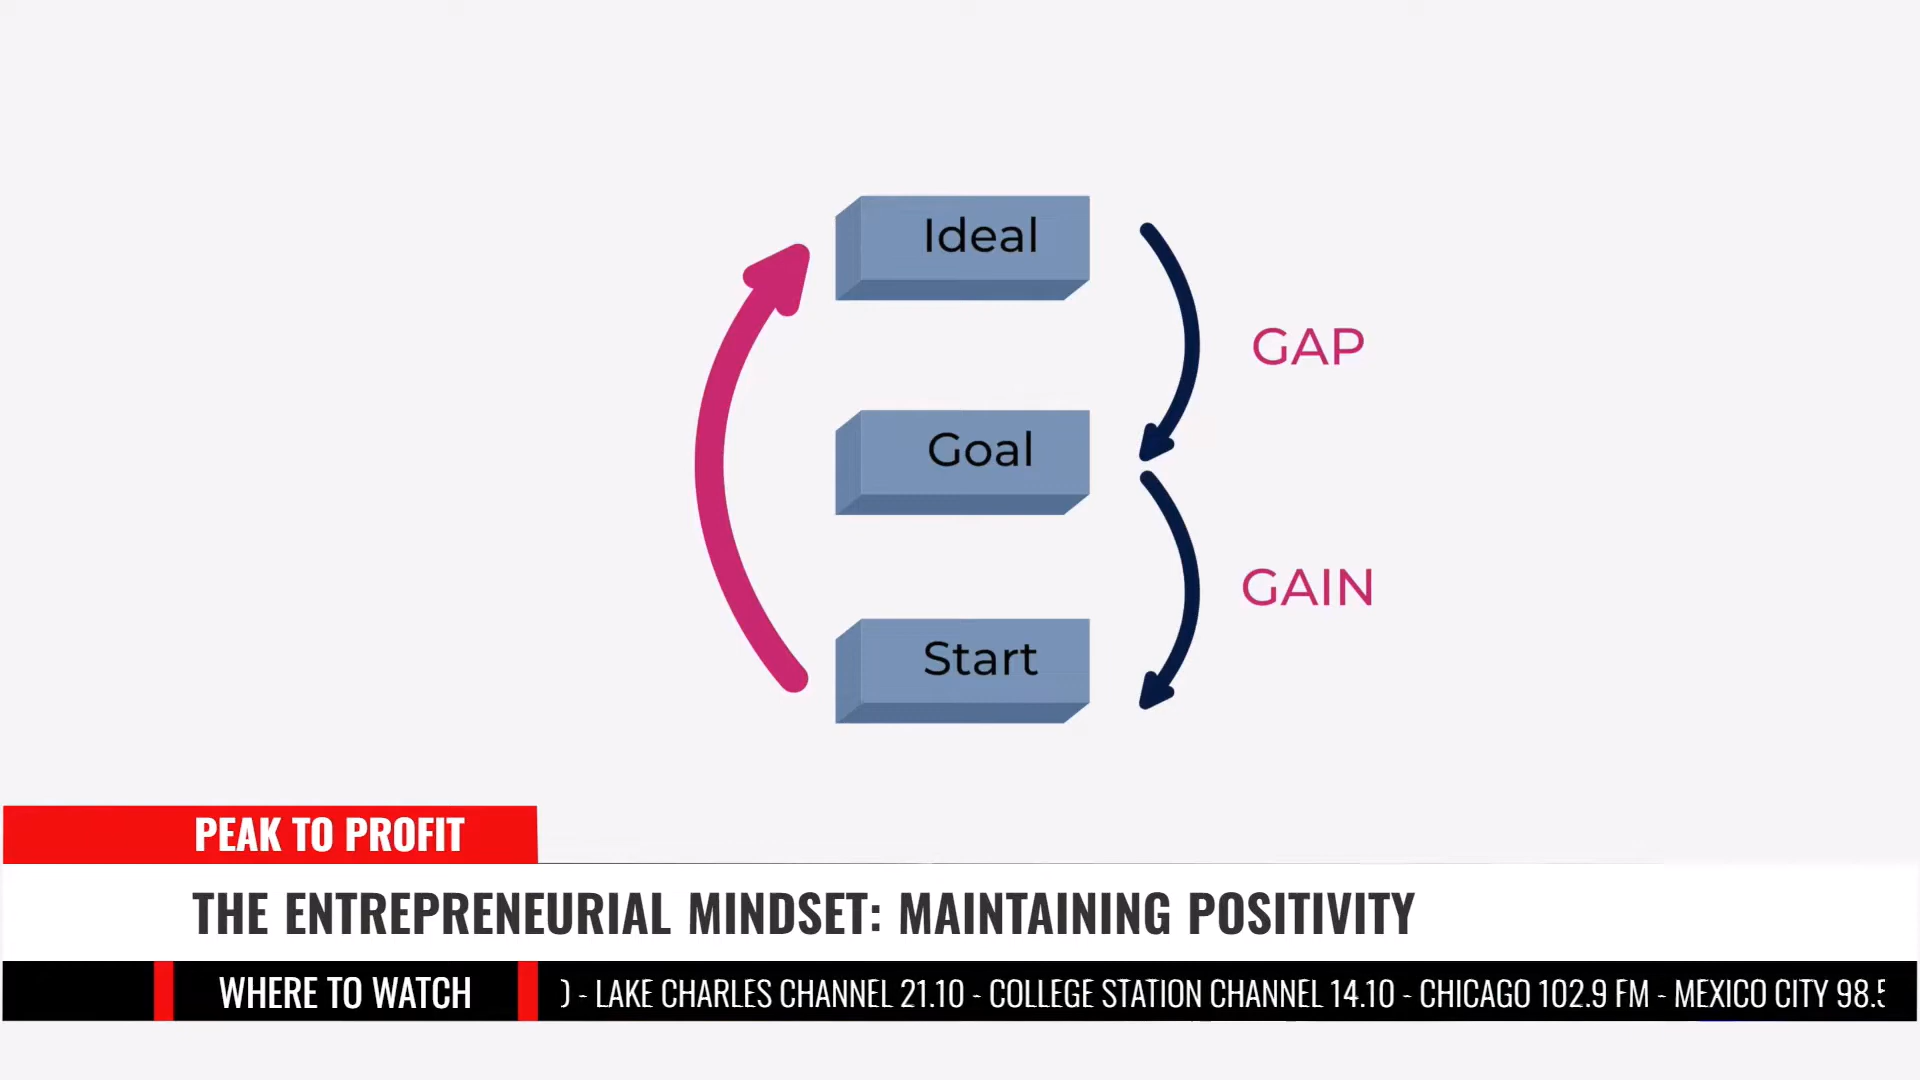 Ideal
GAP
Goal
GAIN
Start
PEAK TO PROFIT
THE ENTREPRENEURIAL MINDSET: MAINTAINING POSITIVITY
WHERE TO WATCH
- LAKE CHARLES CHANNEL 21.10 - COLLEGE STATION CHANNEL 14.10 - CHICAGO 102.9 FM - MEXICO CITY